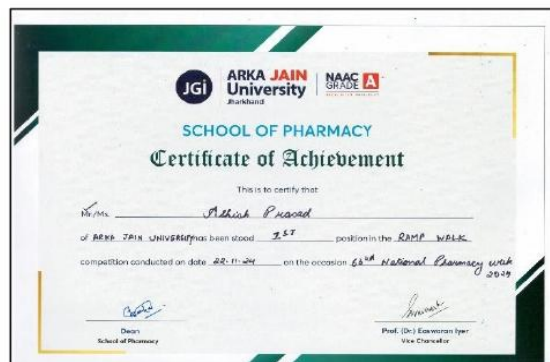 JGi
ARKA JAIN
University
Jharkhand
NAAC
GRADE A
SCHOOL OF PHARMACY
Certificate of Achievement
This is to certify that
Mr./Ms. Prasad
of ARKA JAIN UNIVERSITY has been stood 1ST position in the RAMP WALK
competition conducted on date 22.11.24 on the occasion National Pharmacy week
2024
Dean
School of Pharmacy
Prof. (Dr.) Easwaran Iyer
Vice Chancellor